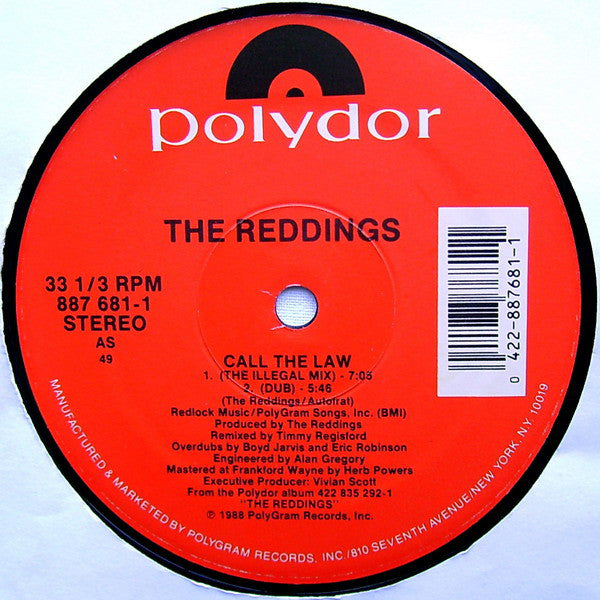 polydor
THE REDDINGS
33 1/3 RPM
887 681-1
STEREO
AS
49
0 422-887681-1
CALL THE LAW
1. (THE ILLEGAL MIX) - 7:03
2. (DUB) - 5:46
(The Reddings/Autofrat)
Redlock Music/PolyGram Songs, Inc. (BMI)
Produced by The Reddings
Remixed by Timmy Regisford
Overdubs by Boyd Jarvis and Eric Robinson
Engineered by Alan Gregory
Mastered at Frankford Wayne by Herb Powers
Executive Producer: Vivian Scott
From the Polydor album 422 835 292-1
"THE REDDINGS"
℗ 1988 PolyGram Records, Inc.
MANUFACTURED & MARKETED BY POLYGRAM RECORDS, INC./810 SEVENTH AVENUE/NEW YORK, N.Y. 10019